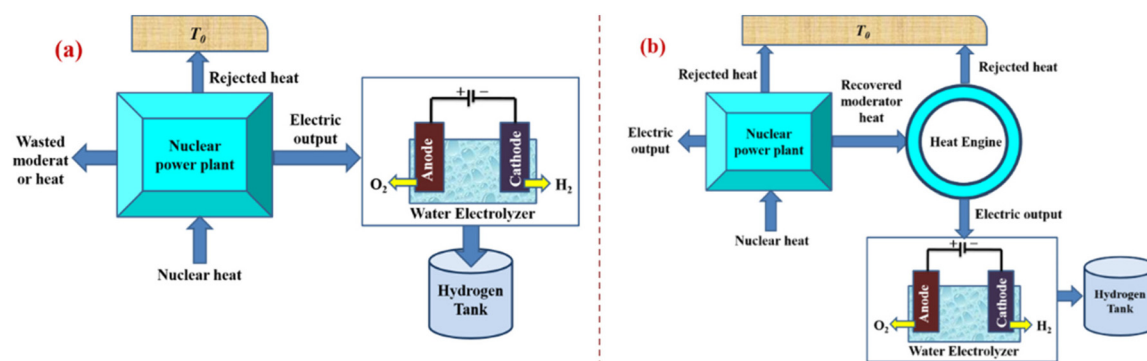 (a)
T₀
Rejected heat
Wasted
moderat
or heat
Nuclear
power plant
Electric
output
Nuclear heat
+ −
Anode
Cathode
O₂
H₂
Water Electrolyzer
Hydrogen
Tank
(b)
T₀
Rejected heat
Rejected heat
Recovered
moderator
heat
Electric
output
Nuclear
power plant
Heat Engine
Nuclear heat
Electric output
+ −
Anode
Cathode
O₂
H₂
Water Electrolyzer
Hydrogen
Tank